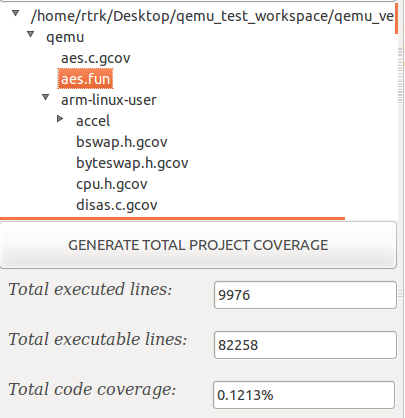 /home/rtrk/Desktop/qemu_test_workspace/qemu_ve
qemu
aes.c.gcov
aes.fun
arm-linux-user
accel
bswap.h.gcov
byteswap.h.gcov
cpu.h.gcov
disas.c.gcov
GENERATE TOTAL PROJECT COVERAGE
Total executed lines: 9976
Total executable lines: 82258
Total code coverage: 0.1213%